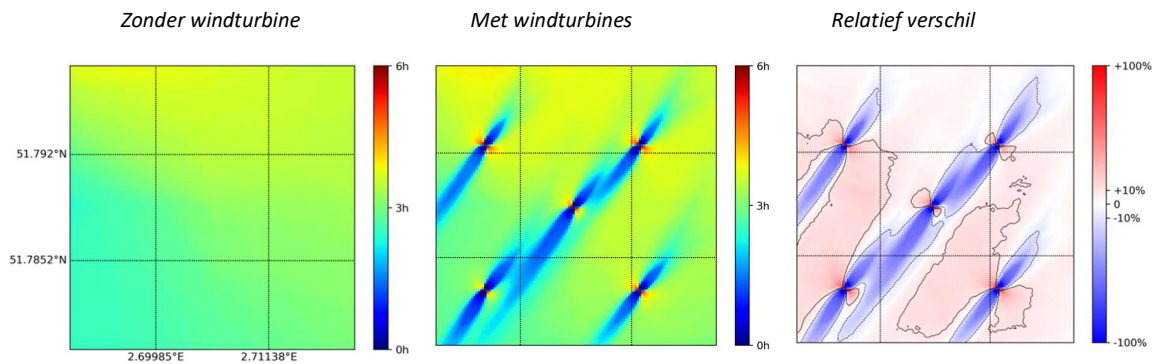 Zonder windturbine
Met windturbines
Relatief verschil
51.792°N
51.7852°N
2.69985°E
2.71138°E
6h
3h
0h
6h
3h
0h
+100%
+10%
0
-10%
-100%